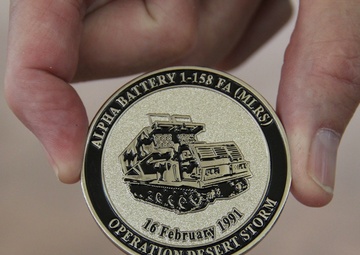 ALPHA BATTERY 1-158 FA (MLRS)
16 February 1991
OPERATION DESERT STORM